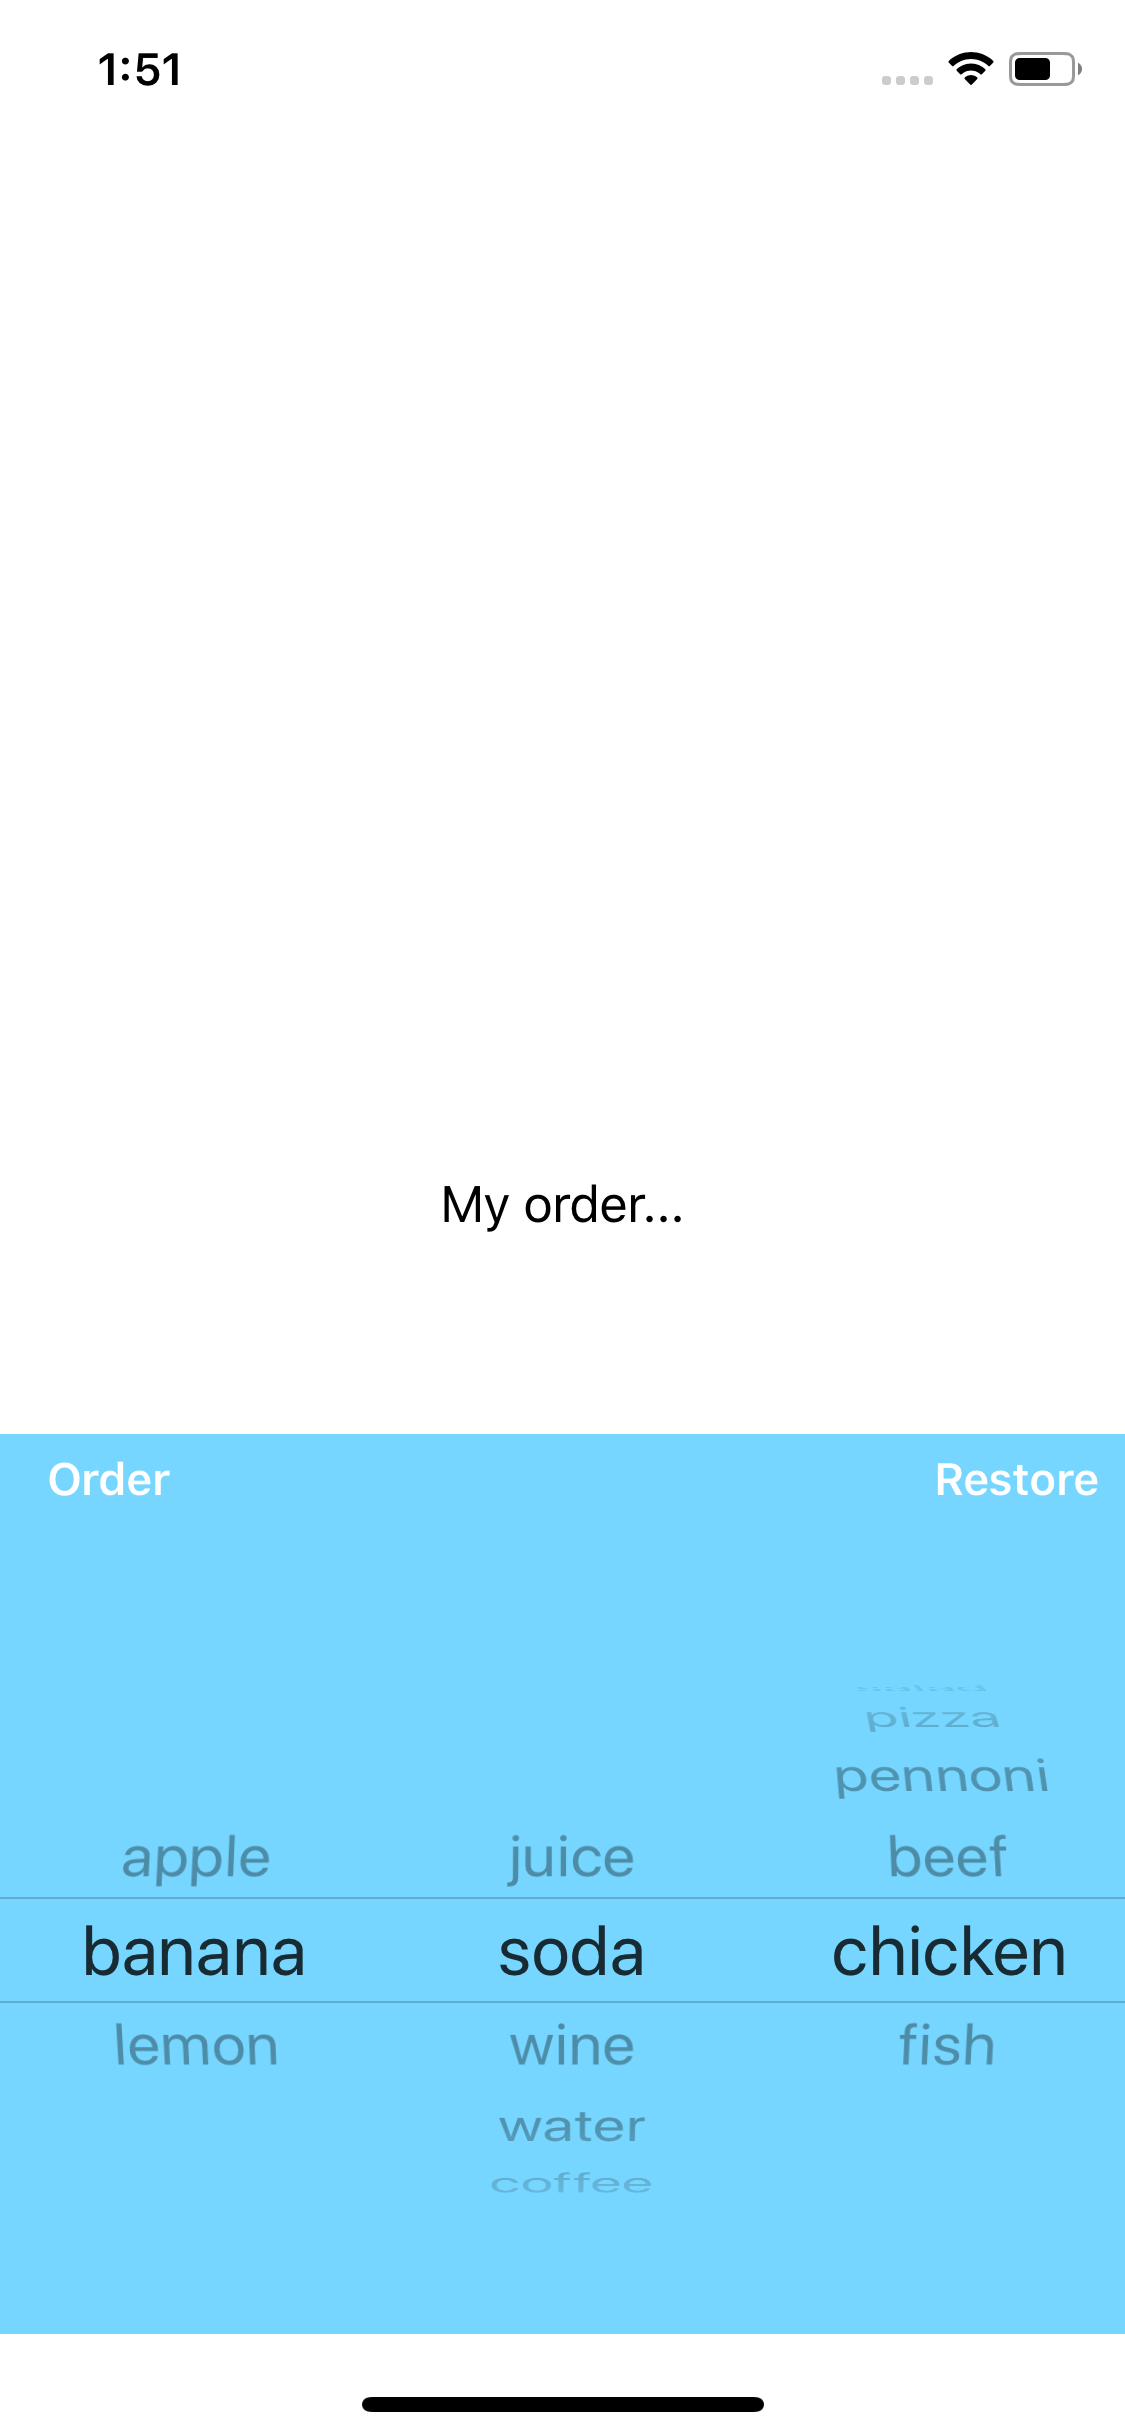 1:51
My order...
Order Restore
pizza
pennoni
apple juice beef
banana soda chicken
lemon wine fish
water
coffee